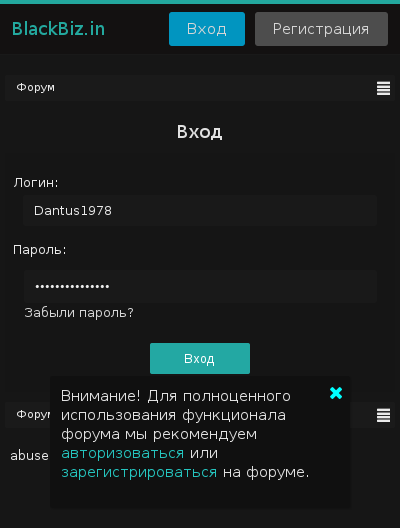 BlackBiz.in
Вход
Регистрация
Форум
Вход
Логин:
Dantus1978
Пароль:
•••••••••••••••
Забыли пароль?
Вход
Внимание! Для полноценного
использования функционала
форума мы рекомендуем
авторизоваться или
зарегистрироваться на форуме.
abuse